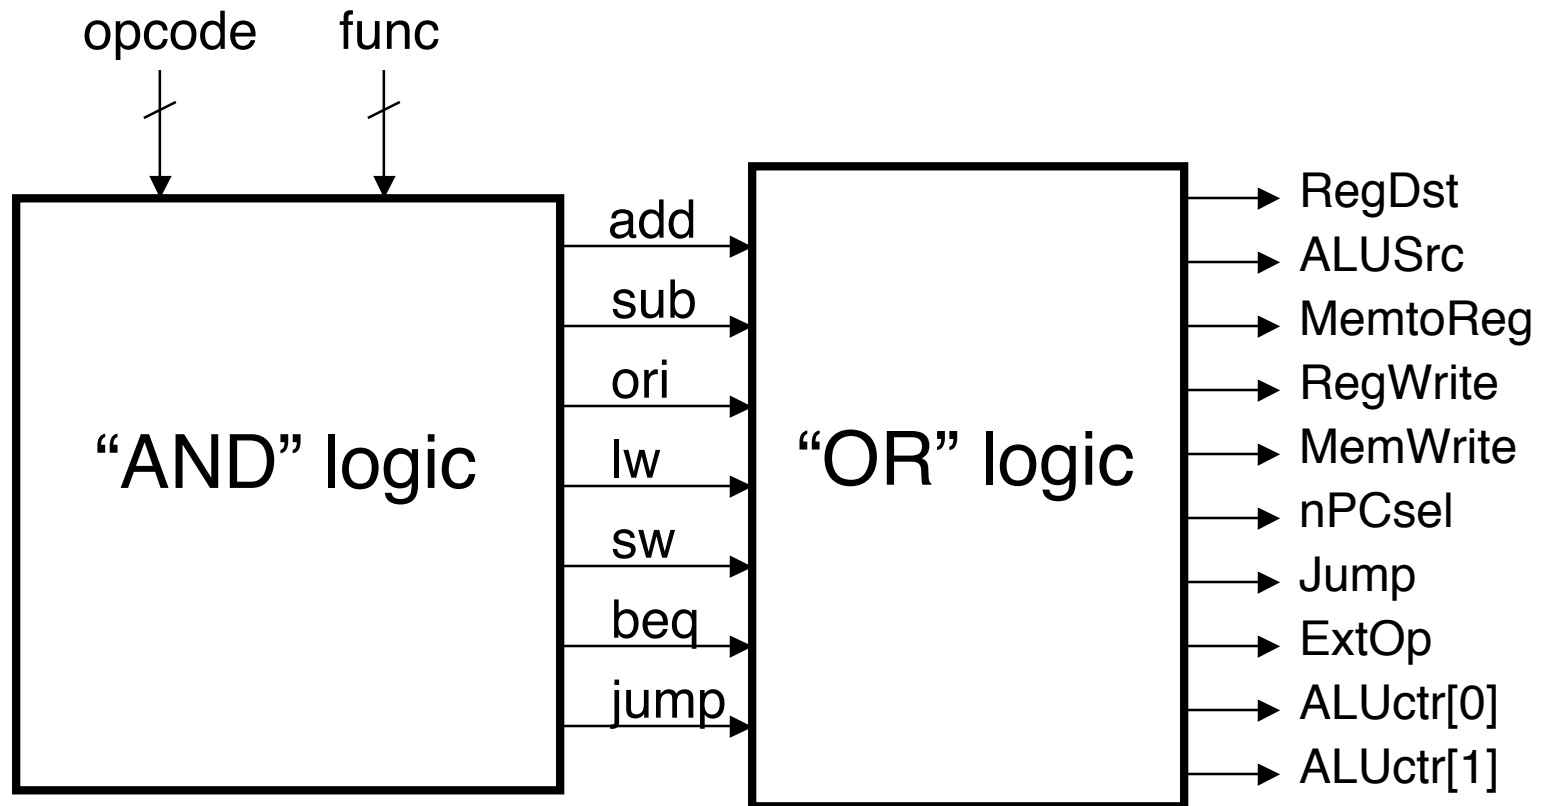 opcode func
“AND” logic
add
sub
ori
lw
sw
beq
jump
“OR” logic
RegDst
ALUSrc
MemtoReg
RegWrite
MemWrite
nPCsel
Jump
ExtOp
ALUctr[0]
ALUctr[1]